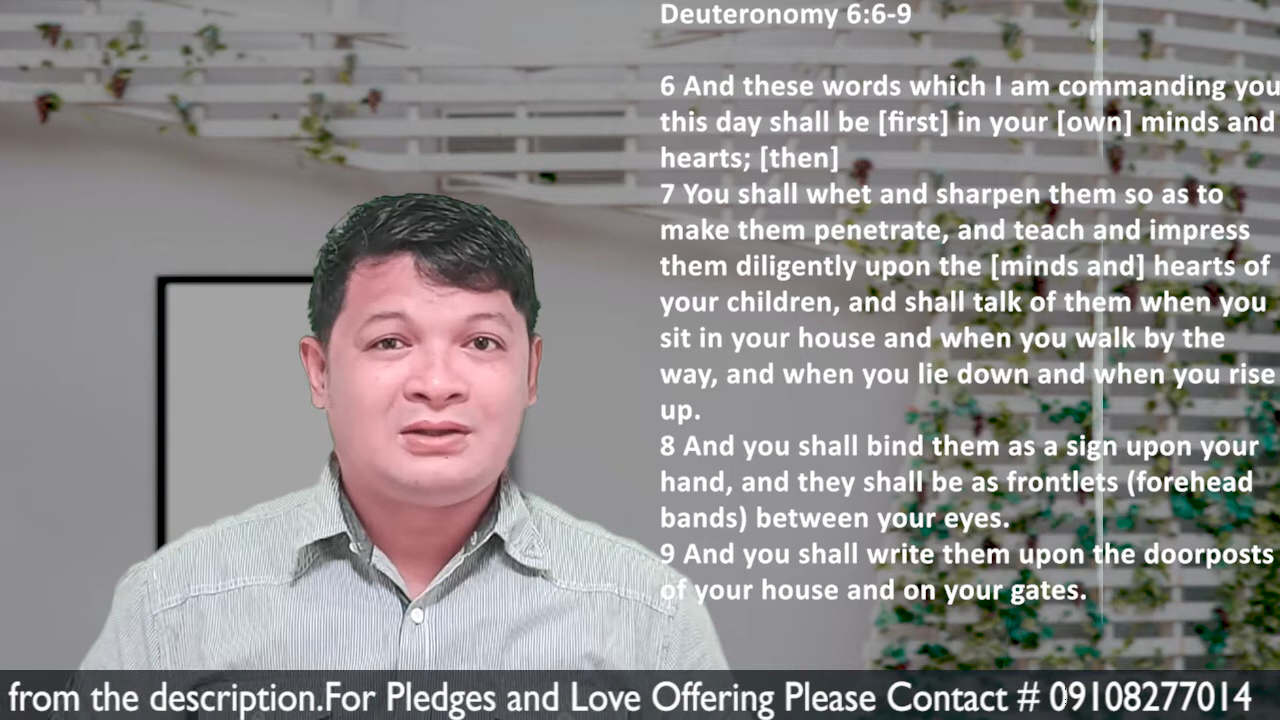 Deuteronomy 6:6-9
6 And these words which I am commanding you
this day shall be [first] in your [own] minds and
hearts; [then]
7 You shall whet and sharpen them so as to
make them penetrate, and teach and impress
them diligently upon the [minds and] hearts of
your children, and shall talk of them when you
sit in your house and when you walk by the
way, and when you lie down and when you rise
up.
8 And you shall bind them as a sign upon your
hand, and they shall be as frontlets (forehead
bands) between your eyes.
9 And you shall write them upon the doorposts
of your house and on your gates.
from the description.For Pledges and Love Offering Please Contact # 09108277014